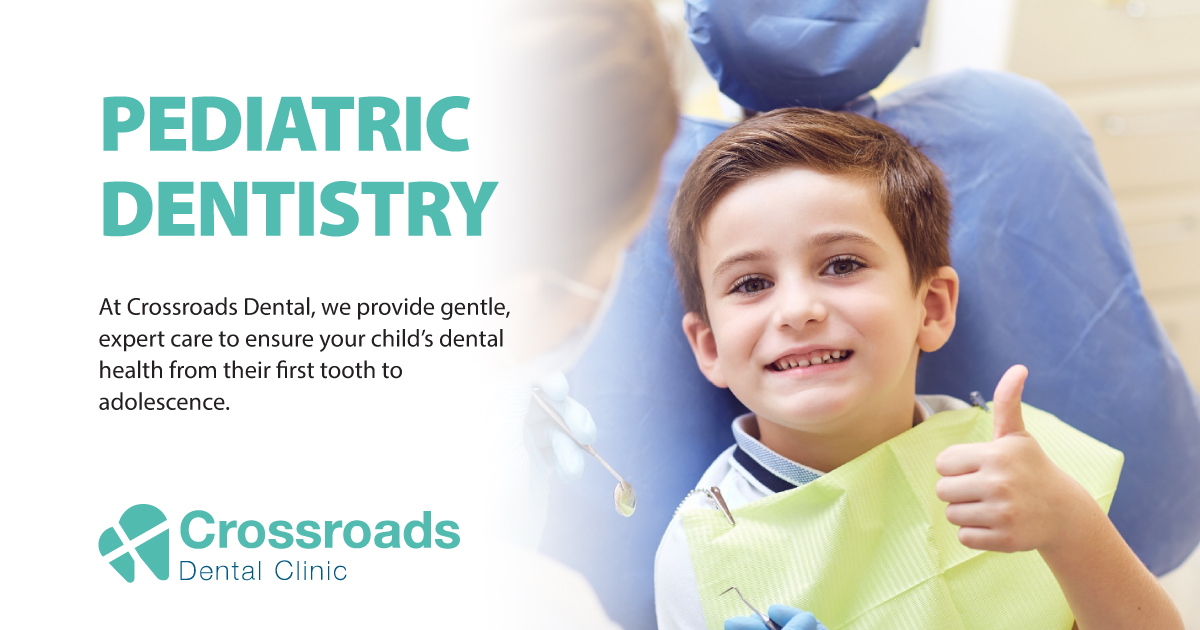 PEDIATRIC
DENTISTRY
At Crossroads Dental, we provide gentle,
expert care to ensure your child’s dental
health from their first tooth to
adolescence.
Crossroads
Dental Clinic